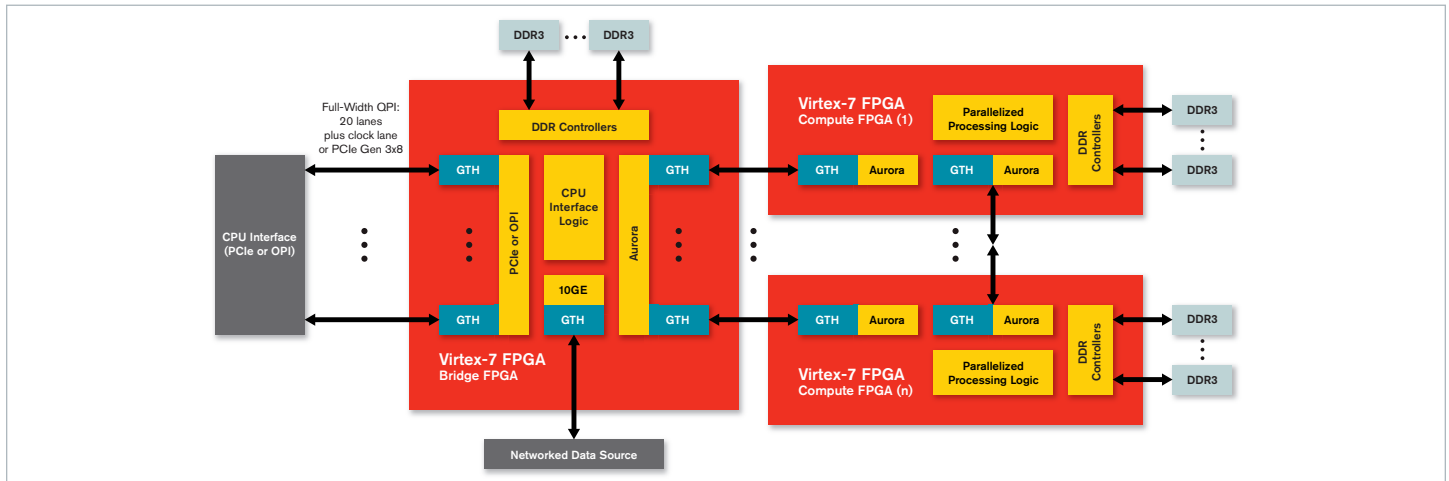 DDR3
DDR3
Full-Width QPI:
20 lanes
plus clock lane
or PCIe Gen 3x8
DDR Controllers
GTH
PCIe or OPI
CPU
Interface
Logic
Aurora
GTH
CPU Interface
(PCIe or OPI)
10GE
GTH
GTH
GTH
Virtex-7 FPGA
Bridge FPGA
Networked Data Source
Virtex-7 FPGA
Compute FPGA (1)
Parallelized
Processing Logic
DDR
Controllers
GTH
Aurora
GTH
Aurora
DDR3
DDR3
GTH
Aurora
GTH
Aurora
Virtex-7 FPGA
Compute FPGA (n)
Parallelized
Processing Logic
DDR
Controllers
DDR3
DDR3